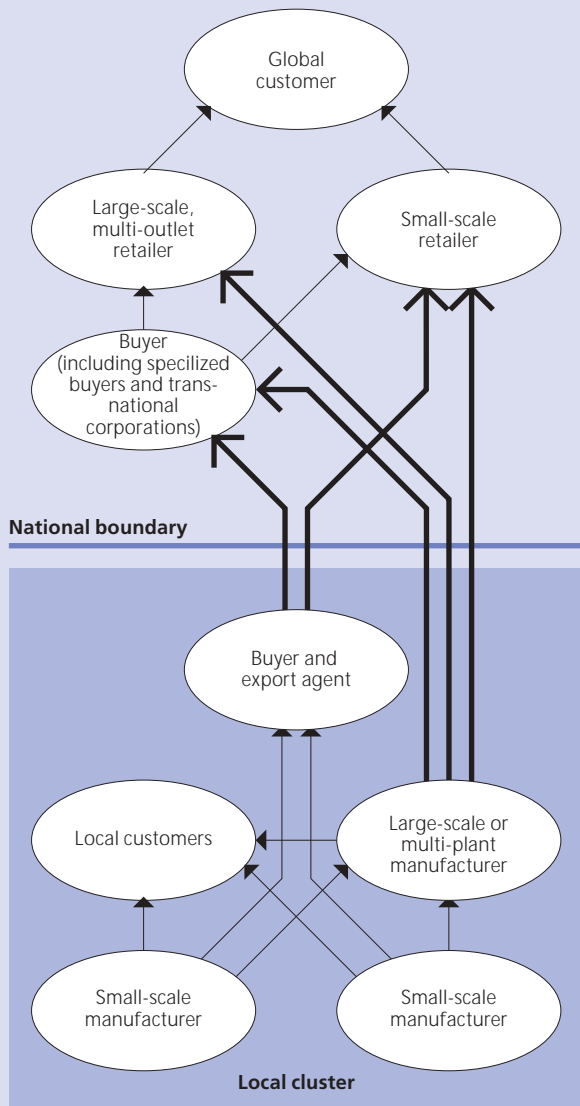 Global
customer
Large-scale,
multi-outlet
retailer
Small-scale
retailer
Buyer
(including specilized
buyers and trans-
national
corporations)
National boundary
Buyer and
export agent
Local customers
Large-scale or
multi-plant
manufacturer
Small-scale
manufacturer
Small-scale
manufacturer
Local cluster